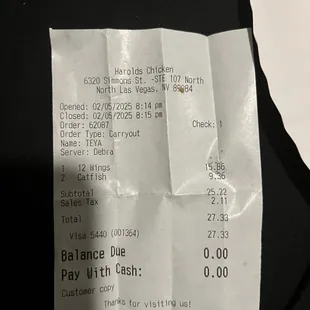 Harolds Chicken
6320 Simmons St. -STE 107 North
North Las Vegas, NV 89084
Opened: 02/05/2025 8:14 pm
Closed: 02/05/2025 8:15 pm
Order: 62087
Check: 1
Order Type: Carryout
Name: TEYA
Server: Debra
1 12 Wings 15.86
2 Catfish 9.36
Subtotal 25.22
Sales Tax 2.11
Total 27.33
Visa 5440 (001364) 27.33
Balance Due 0.00
Pay With Cash: 0.00
Customer copy
Thanks for visiting us!